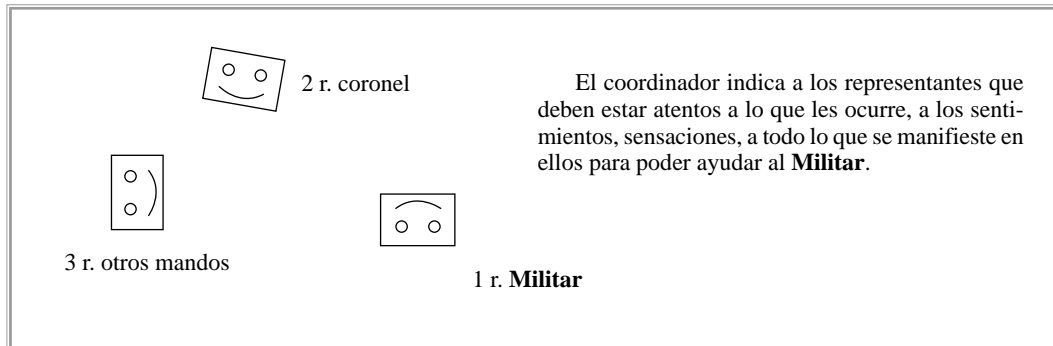 2 r. coronel
El coordinador indica a los representantes que
deben estar atentos a lo que les ocurre, a los senti-
mientos, sensaciones, a todo lo que se manifieste en
ellos para poder ayudar al Militar.
3 r. otros mandos
1 r. Militar